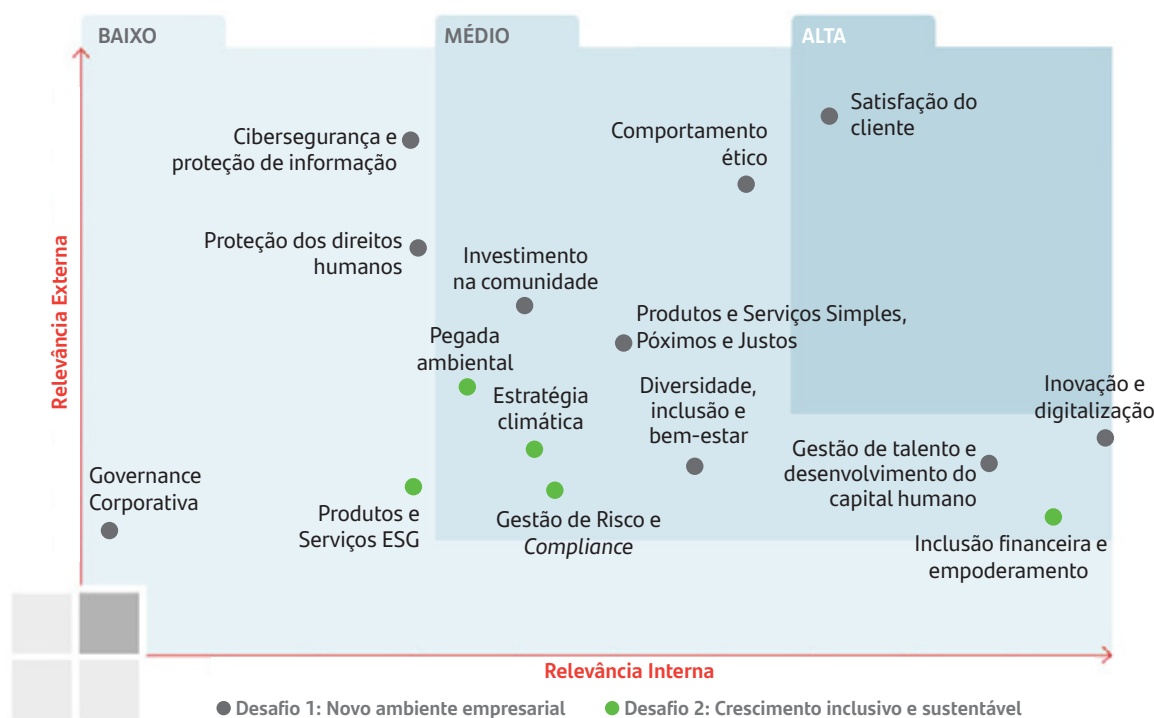 BAIXO
MÉDIO
ALTA
Satisfação do
cliente
Cibersegurança e
proteção de informação
Comportamento
ético
Proteção dos direitos
humanos
Investimento
na comunidade
Produtos e Serviços Simples,
Póximos e Justos
Pegada
ambiental
Estratégia
climática
Diversidade,
inclusão e
bem-estar
Inovação e
digitalização
Gestão de talento e
desenvolvimento do
capital humano
Governance
Corporativa
Produtos e
Serviços ESG
Gestão de Risco e
Compliance
Inclusão financeira e
empoderamento
Relevância Externa
Relevância Interna
Desafio 1: Novo ambiente empresarial
Desafio 2: Crescimento inclusivo e sustentável